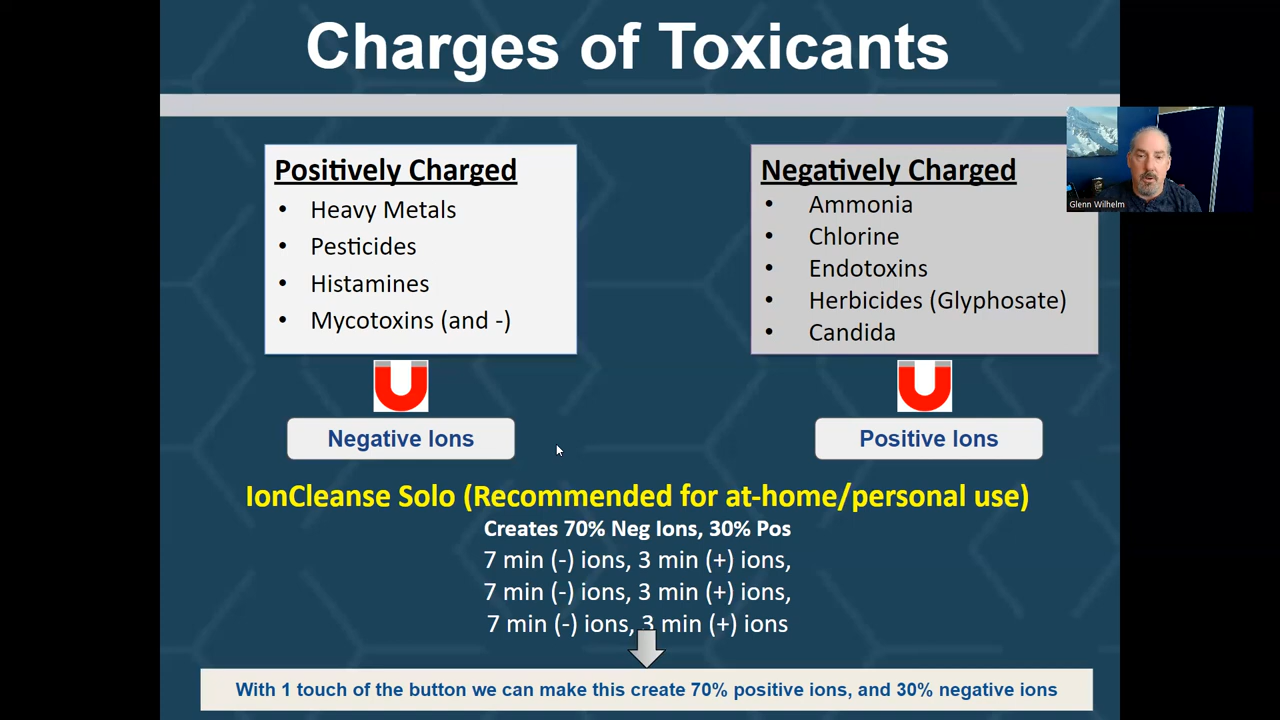 Charges of Toxicants
Positively Charged
• Heavy Metals
• Pesticides
• Histamines
• Mycotoxins (and -)
Negative Ions
Negatively Charged
• Ammonia
• Chlorine
• Endotoxins
• Herbicides (Glyphosate)
• Candida
Positive Ions
Glenn Wilhelm
IonCleanse Solo (Recommended for at-home/personal use)
Creates 70% Neg Ions, 30% Pos
7 min (-) ions, 3 min (+) ions,
7 min (-) ions, 3 min (+) ions,
7 min (-) ions, 3 min (+) ions
With 1 touch of the button we can make this create 70% positive ions, and 30% negative ions